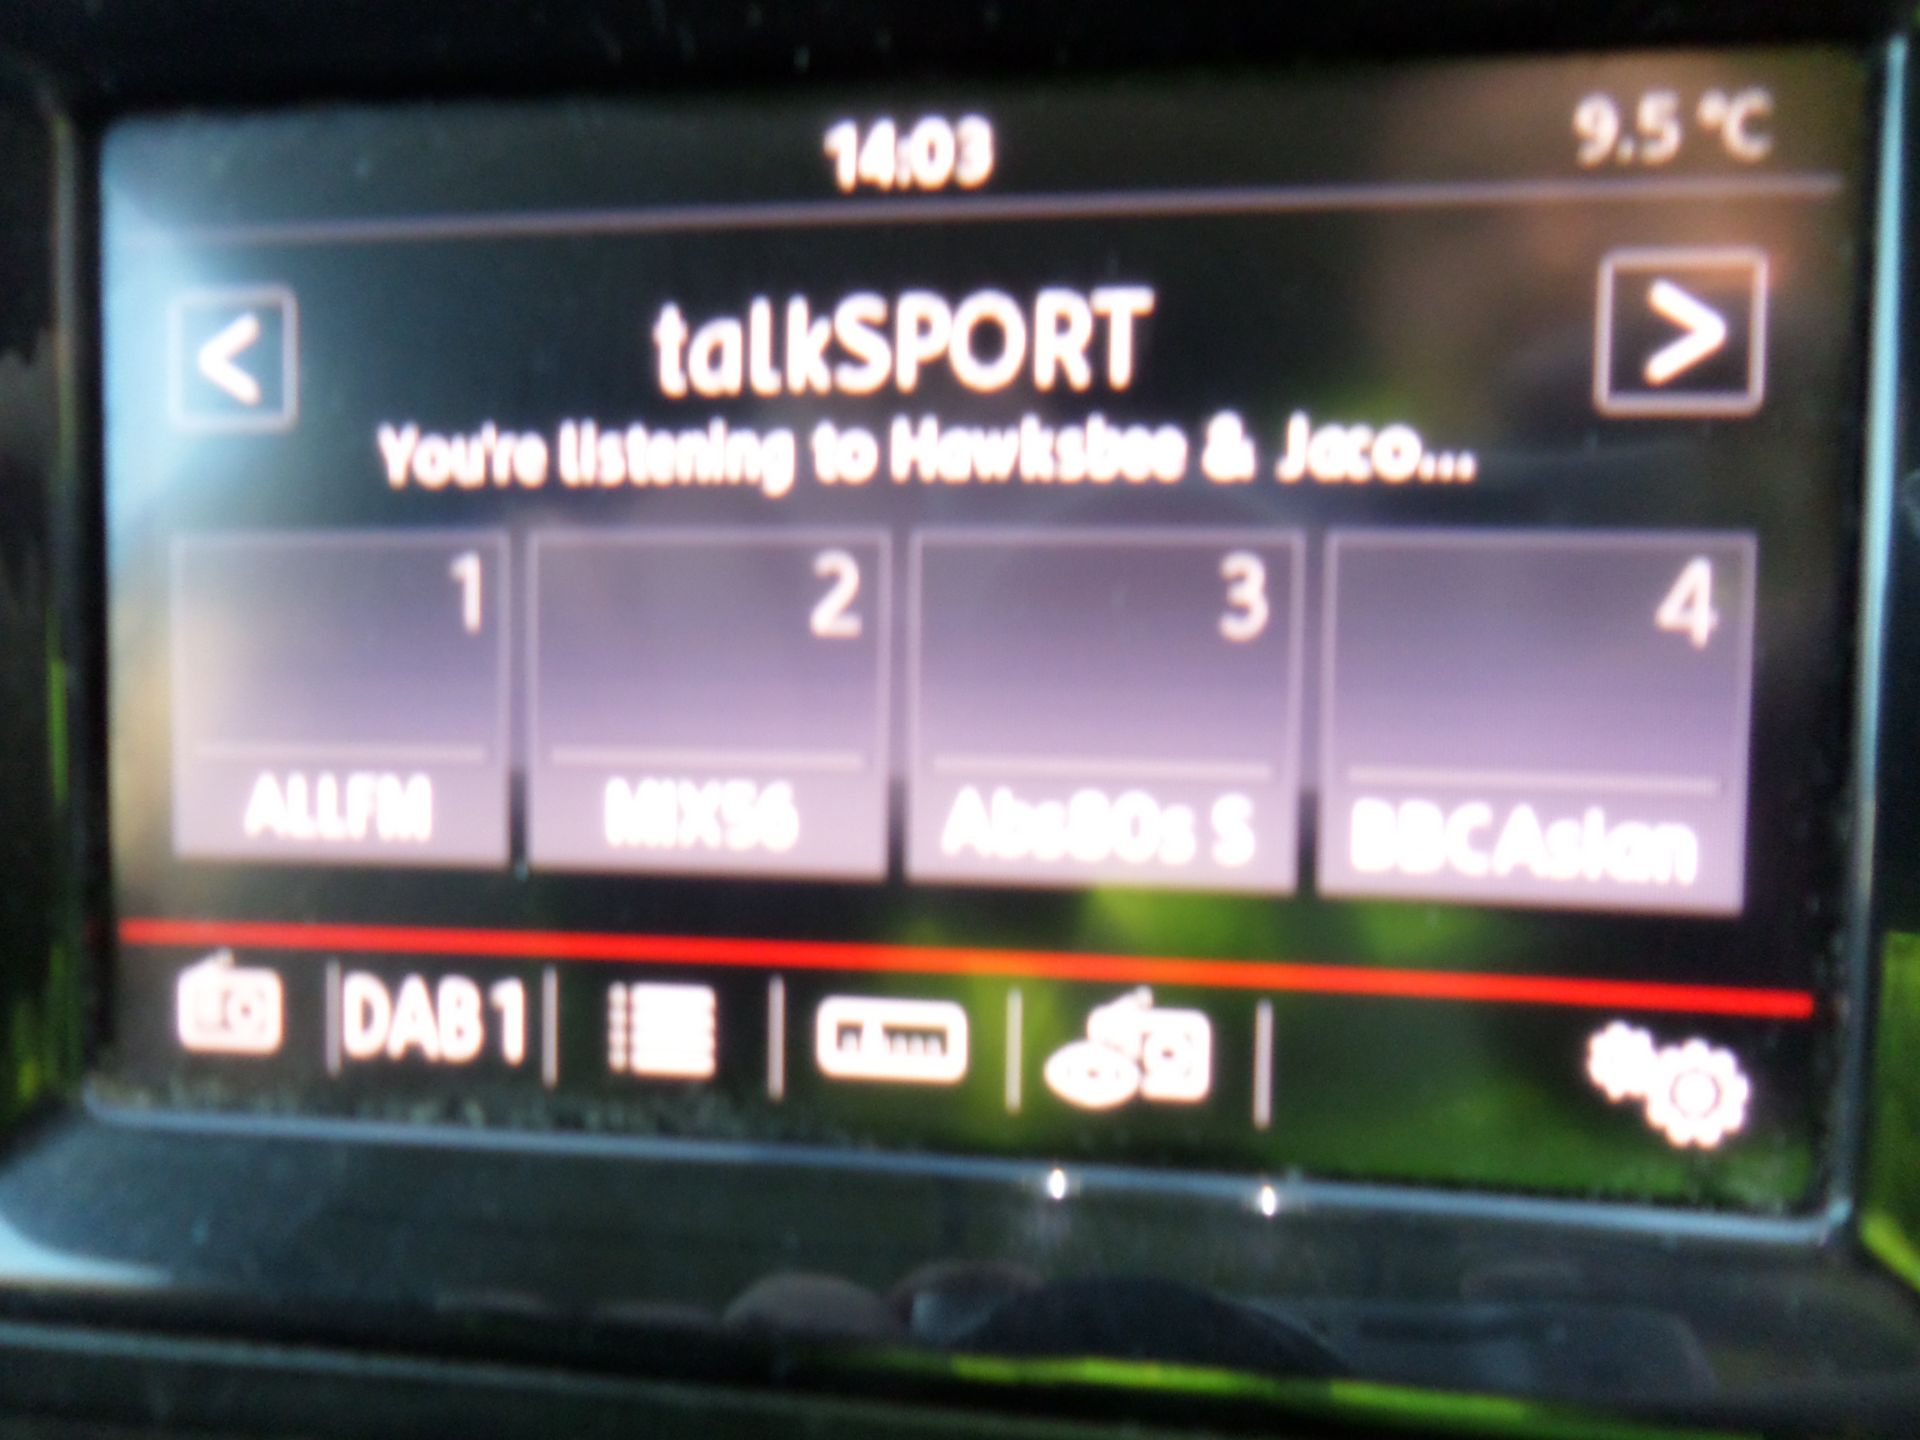 14:03
9.5 °C
<
talkSPORT
>
You're listening to Hawksbee & Jaco...
1
2
3
4
ALLFM
MIX56
Abs80s S
BBCAsian
DAB1